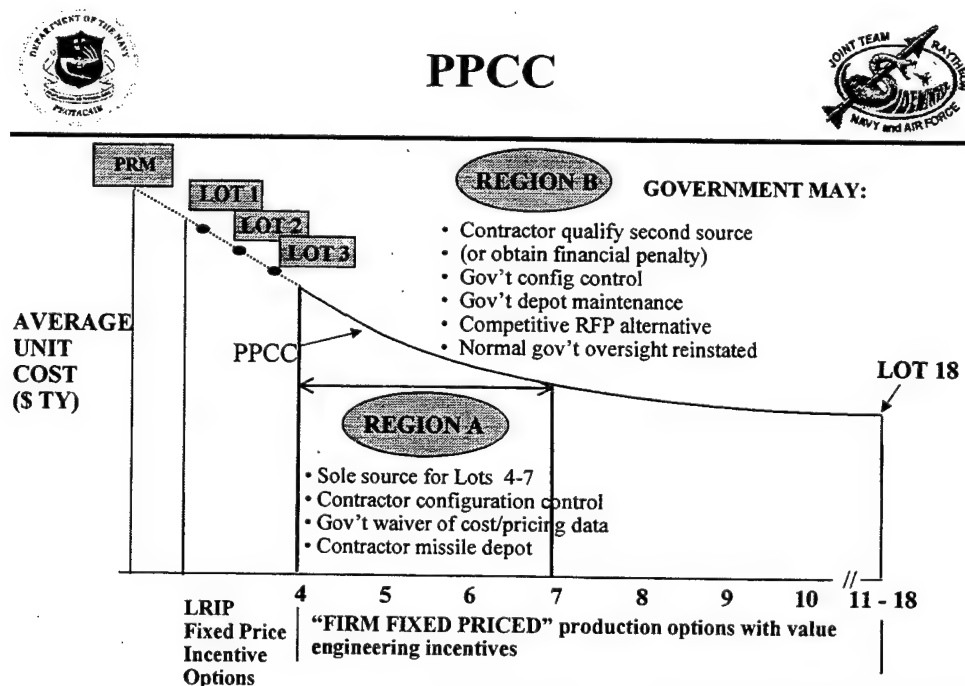 DEPARTMENT OF THE NAVY
PPCC
JOINT TEAM
RAYTHEON
SIDEWINDER
NAVY and AIR FORCE
PRM
LOT 1
LOT 2
LOT 3
REGION B
GOVERNMENT MAY:
• Contractor qualify second source
• (or obtain financial penalty)
• Gov't config control
• Gov't depot maintenance
• Competitive RFP alternative
• Normal gov't oversight reinstated
AVERAGE
UNIT
COST
($ TY)
PPCC
LOT 18
REGION A
• Sole source for Lots 4-7
• Contractor configuration control
• Gov't waiver of cost/pricing data
• Contractor missile depot
4 5 6 7 8 9 10 // 11 - 18
LRIP
Fixed Price
Incentive
Options
"FIRM FIXED PRICED" production options with value
engineering incentives